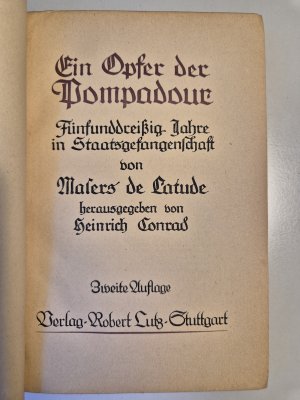 Ein Opfer der
Pompadour
Fünfunddreißig Jahre
in Staatsgefangenschaft
von
Masers de Latude
herausgegeben von
Heinrich Conrad
Zweite Auflage
Verlag-Robert Lutz-Stuttgart